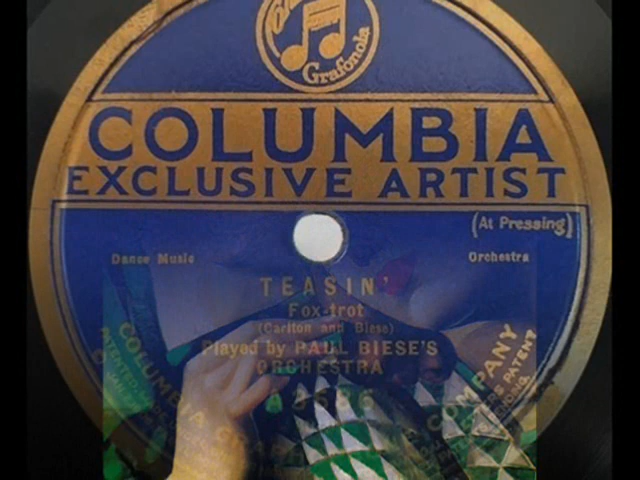 Grafonola
COLUMBIA
EXCLUSIVE ARTIST
(At Pressing)
Dance Music
Orchestra
TEASIN'
Fox-trot
(Carlton and Biese)
Played by PAUL BIESE'S
ORCHESTRA
COLUMBIA
COMPANY